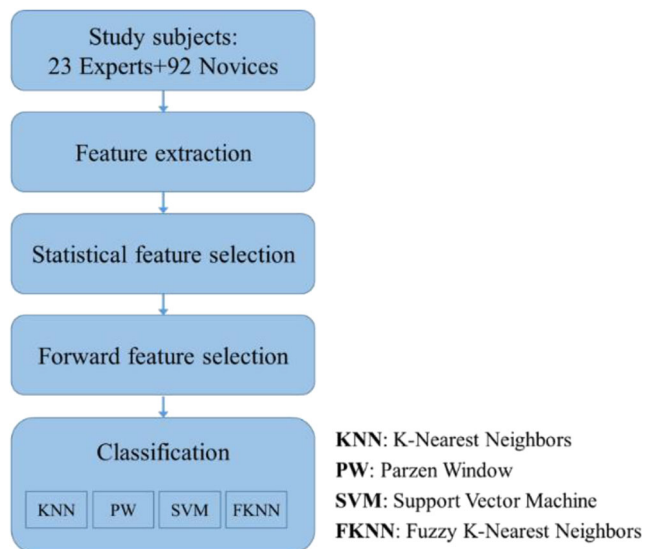 Study subjects:
23 Experts+92 Novices
Feature extraction
Statistical feature selection
Forward feature selection
Classification
KNN PW SVM FKNN
KNN: K-Nearest Neighbors
PW: Parzen Window
SVM: Support Vector Machine
FKNN: Fuzzy K-Nearest Neighbors